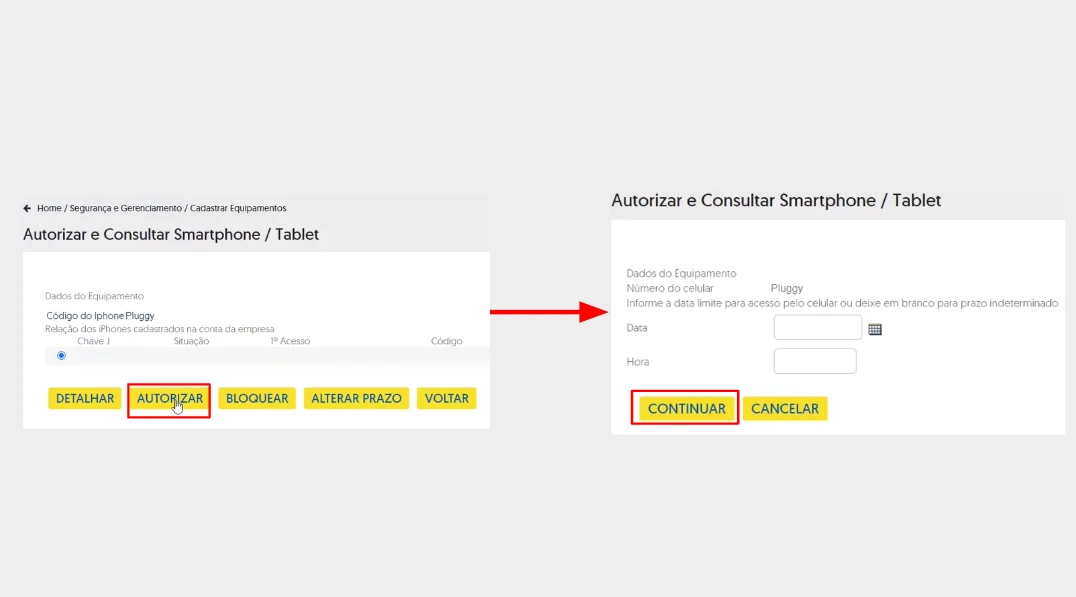 Home / Segurança e Gerenciamento / Cadastrar Equipamentos
Autorizar e Consultar Smartphone / Tablet
Dados do Equipamento
Código do Iphone Pluggy
Relação dos iPhones cadastrados na conta da empresa
Chave J Situação 1º Acesso Código
DETALHAR AUTORIZAR BLOQUEAR ALTERAR PRAZO VOLTAR
Autorizar e Consultar Smartphone / Tablet
Dados do Equipamento
Número do celular Pluggy
Informe a data limite para acesso pelo celular ou deixe em branco para prazo indeterminado
Data
Hora
CONTINUAR CANCELAR